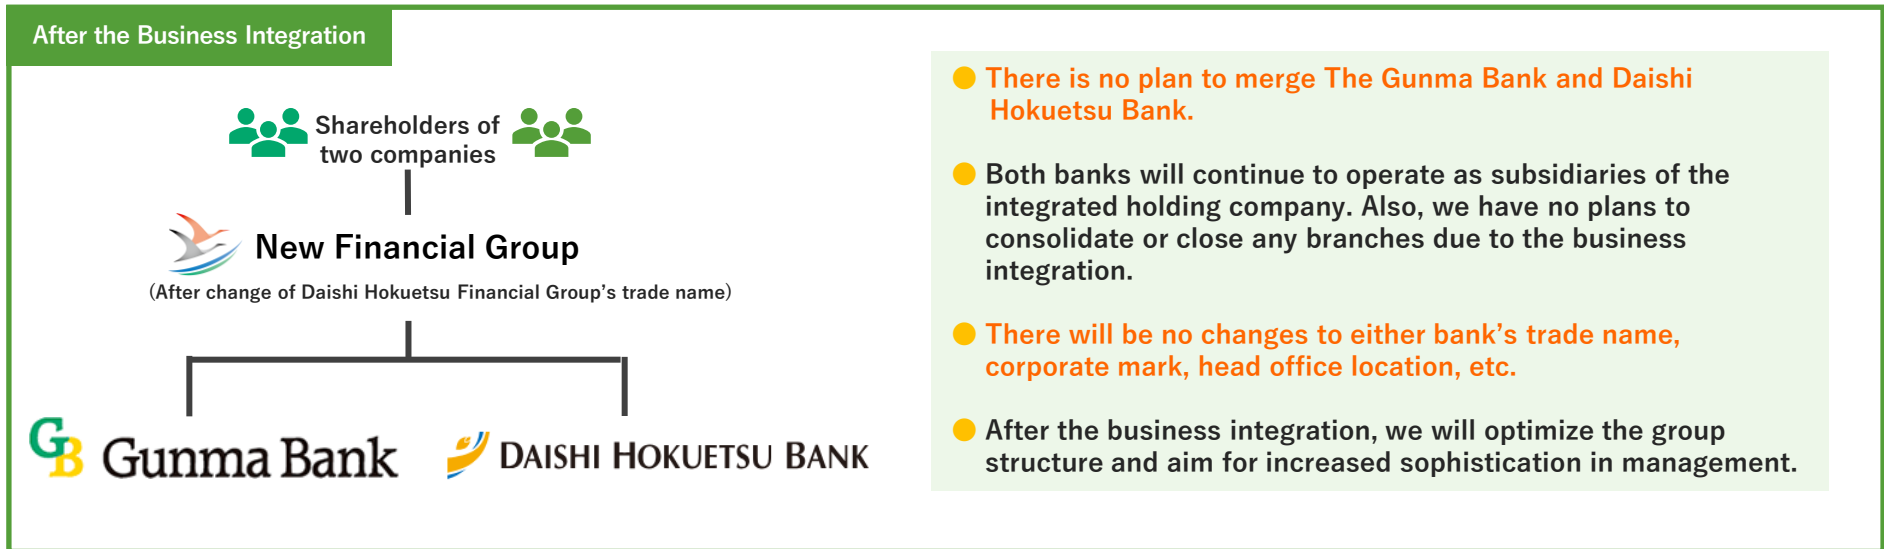 After the Business Integration
Shareholders of
two companies
New Financial Group
(After change of Daishi Hokuetsu Financial Group’s trade name)
GB Gunma Bank
DAISHI HOKUETSU BANK
● There is no plan to merge The Gunma Bank and Daishi
Hokuetsu Bank.
● Both banks will continue to operate as subsidiaries of the
integrated holding company. Also, we have no plans to
consolidate or close any branches due to the business
integration.
● There will be no changes to either bank’s trade name,
corporate mark, head office location, etc.
● After the business integration, we will optimize the group
structure and aim for increased sophistication in management.